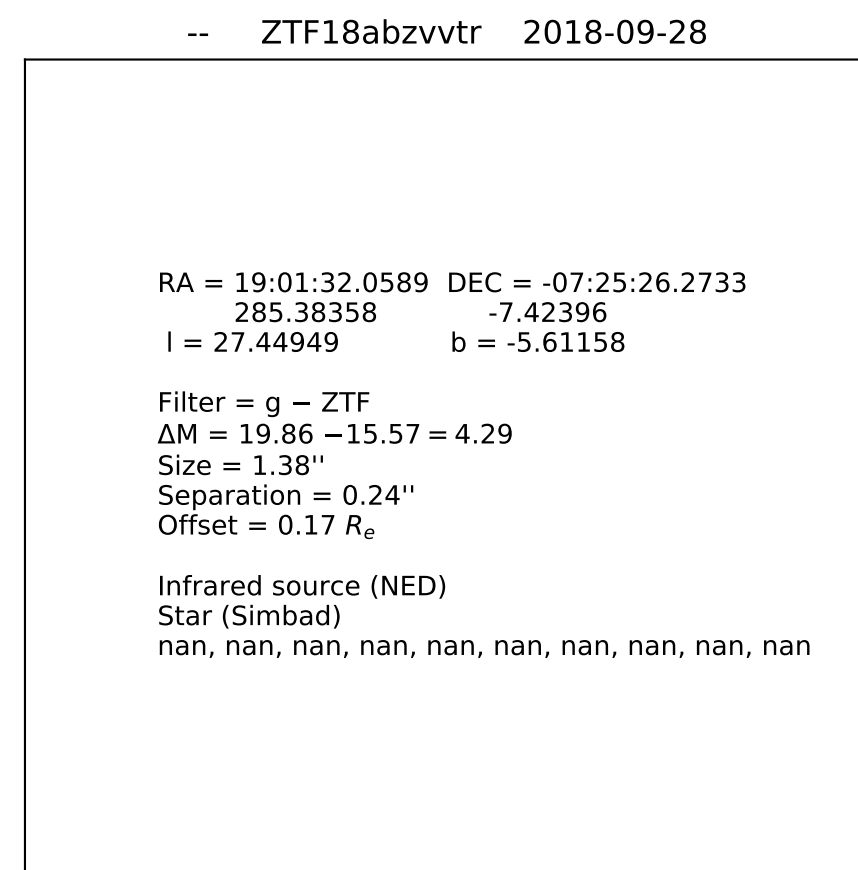 --   ZTF18abzvvtr   2018-09-28
RA = 19:01:32.0589 DEC = -07:25:26.2733
285.38358   -7.42396
l = 27.44949   b = -5.61158
Filter = g − ZTF
ΔM = 19.86 −15.57 = 4.29
Size = 1.38''
Separation = 0.24''
Offset = 0.17 Re
Infrared source (NED)
Star (Simbad)
nan, nan, nan, nan, nan, nan, nan, nan, nan, nan